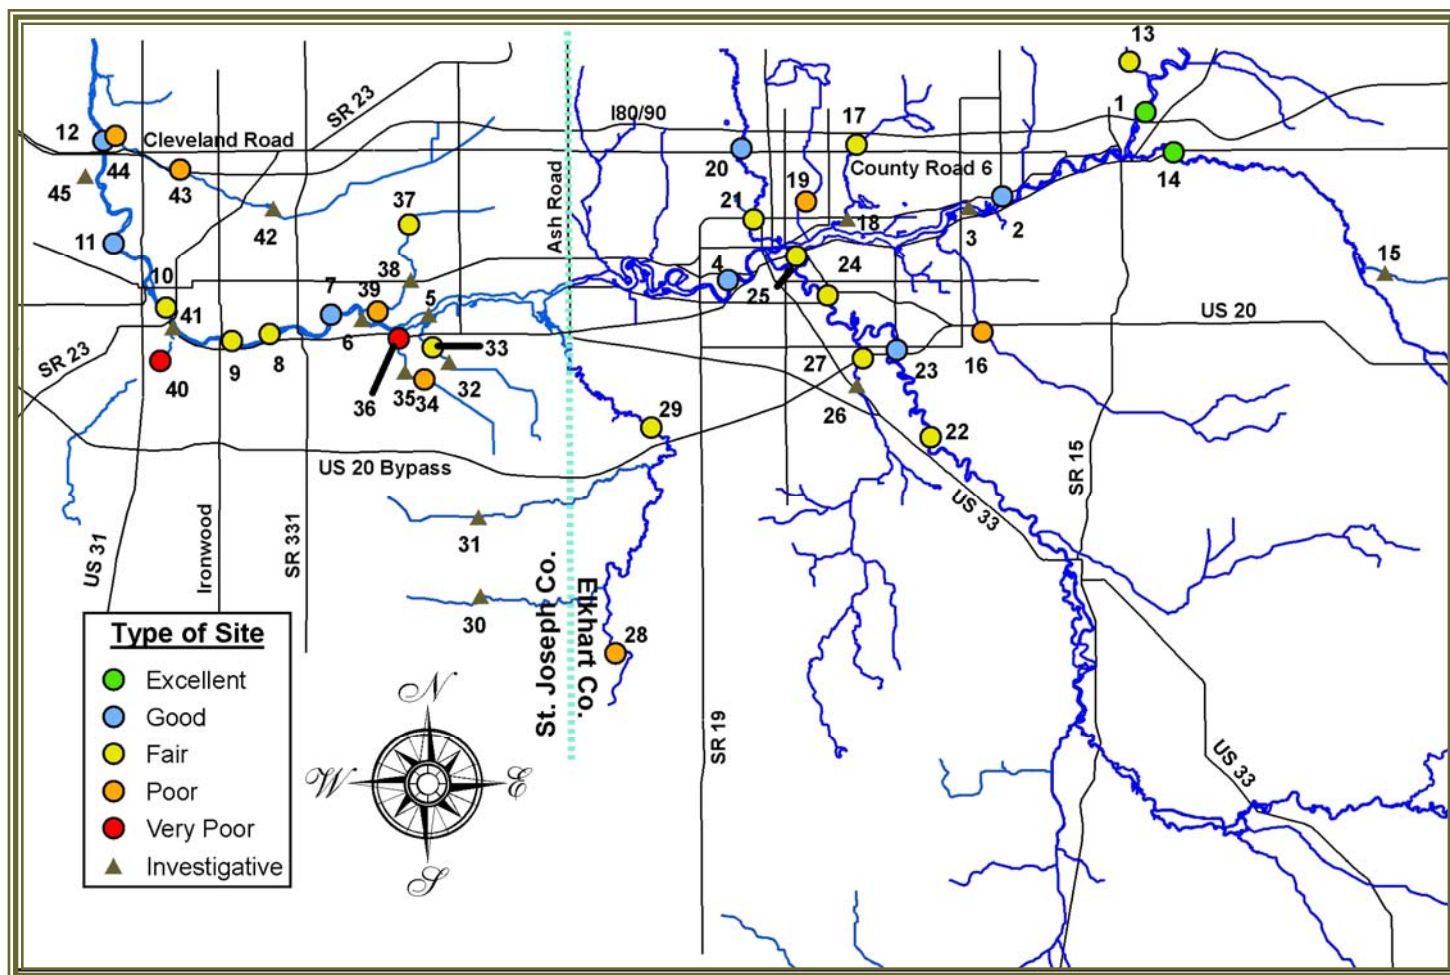 13
SR 23
1
12
Cleveland Road
I80/90
17
44
20
County Road 6
14
45
43
19
37
21
18
3
2
42
Ash Road
11
38
4
24
15
10
7
39
5
25
41
US 20
SR 23
6
33
9
8
27
23
16
40
32
36
35
34
26
29
22
US 20 Bypass
SR 15
US 33
31
US 31
Ironwood
SR 331
30
St. Joseph Co.
Elkhart Co.
28
SR 19
US 33
Type of Site
Excellent
Good
Fair
Poor
Very Poor
Investigative
N
W
E
S